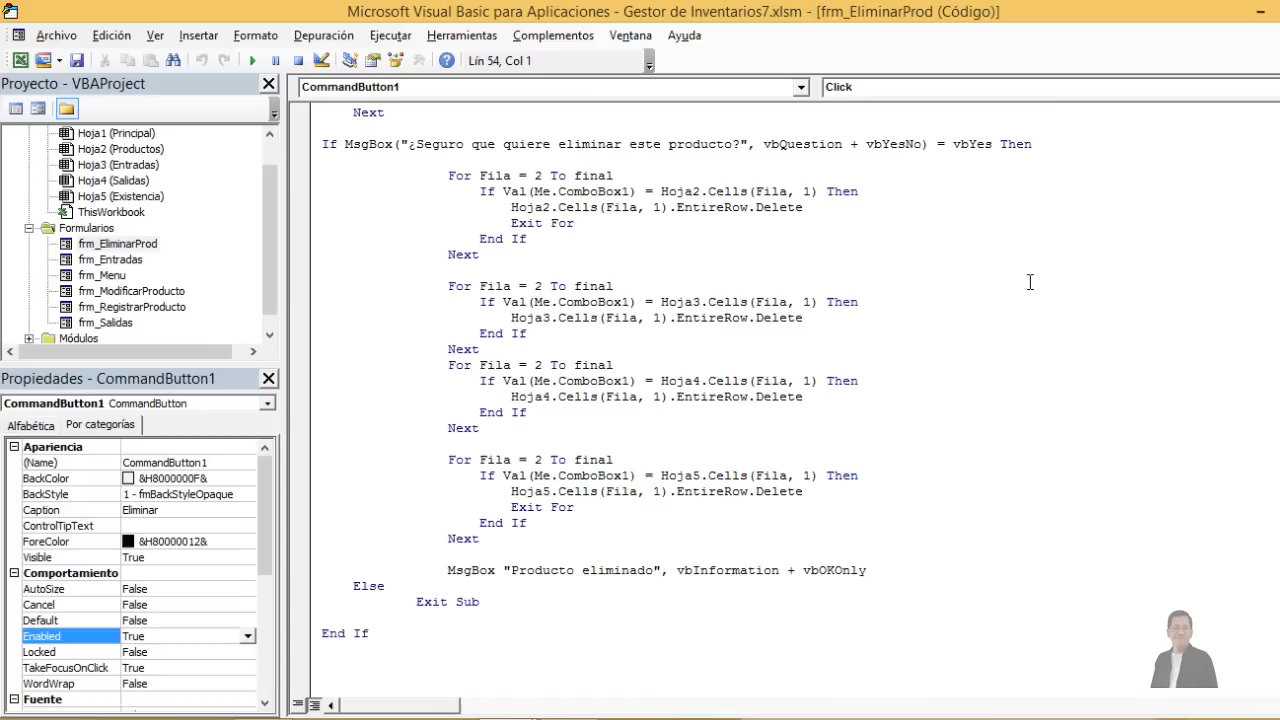 Microsoft Visual Basic para Aplicaciones - Gestor de Inventarios7.xlsm - [frm_EliminarProd (Código)]
Archivo Edición Ver Insertar Formato Depuración Ejecutar Herramientas Complementos Ventana Ayuda
Lín 54, Col 1
Proyecto - VBAProject
Hoja1 (Principal)
Hoja2 (Productos)
Hoja3 (Entradas)
Hoja4 (Salidas)
Hoja5 (Existencia)
ThisWorkbook
Formularios
frm_EliminarProd
frm_Entradas
frm_Menu
frm_ModificarProducto
frm_RegistrarProducto
frm_Salidas
Módulos
Propiedades - CommandButton1
CommandButton1 CommandButton
Alfabética Por categorías
Apariencia
(Name) CommandButton1
BackColor &H8000000F&
BackStyle 1 - fmBackStyleOpaque
Caption Eliminar
ControlTipText
ForeColor &H80000012&
Visible True
Comportamiento
AutoSize False
Cancel False
Default False
Enabled True
Locked False
TakeFocusOnClick True
WordWrap False
Fuente
CommandButton1 Click
Next
If MsgBox("¿Seguro que quiere eliminar este producto?", vbQuestion + vbYesNo) = vbYes Then
For Fila = 2 To final
If Val(Me.ComboBox1) = Hoja2.Cells(Fila, 1) Then
Hoja2.Cells(Fila, 1).EntireRow.Delete
Exit For
End If
Next
For Fila = 2 To final
If Val(Me.ComboBox1) = Hoja3.Cells(Fila, 1) Then
Hoja3.Cells(Fila, 1).EntireRow.Delete
End If
Next
For Fila = 2 To final
If Val(Me.ComboBox1) = Hoja4.Cells(Fila, 1) Then
Hoja4.Cells(Fila, 1).EntireRow.Delete
End If
Next
For Fila = 2 To final
If Val(Me.ComboBox1) = Hoja5.Cells(Fila, 1) Then
Hoja5.Cells(Fila, 1).EntireRow.Delete
Exit For
End If
Next
MsgBox "Producto eliminado", vbInformation + vbOKOnly
Else
Exit Sub
End If